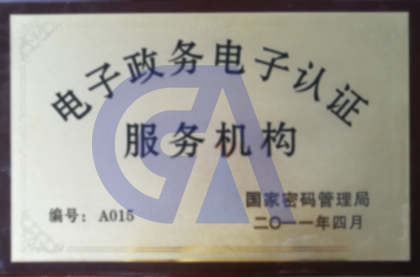 电子政务电子认证
服务机构
国家密码管理局
编号：A015
二〇一一年四月